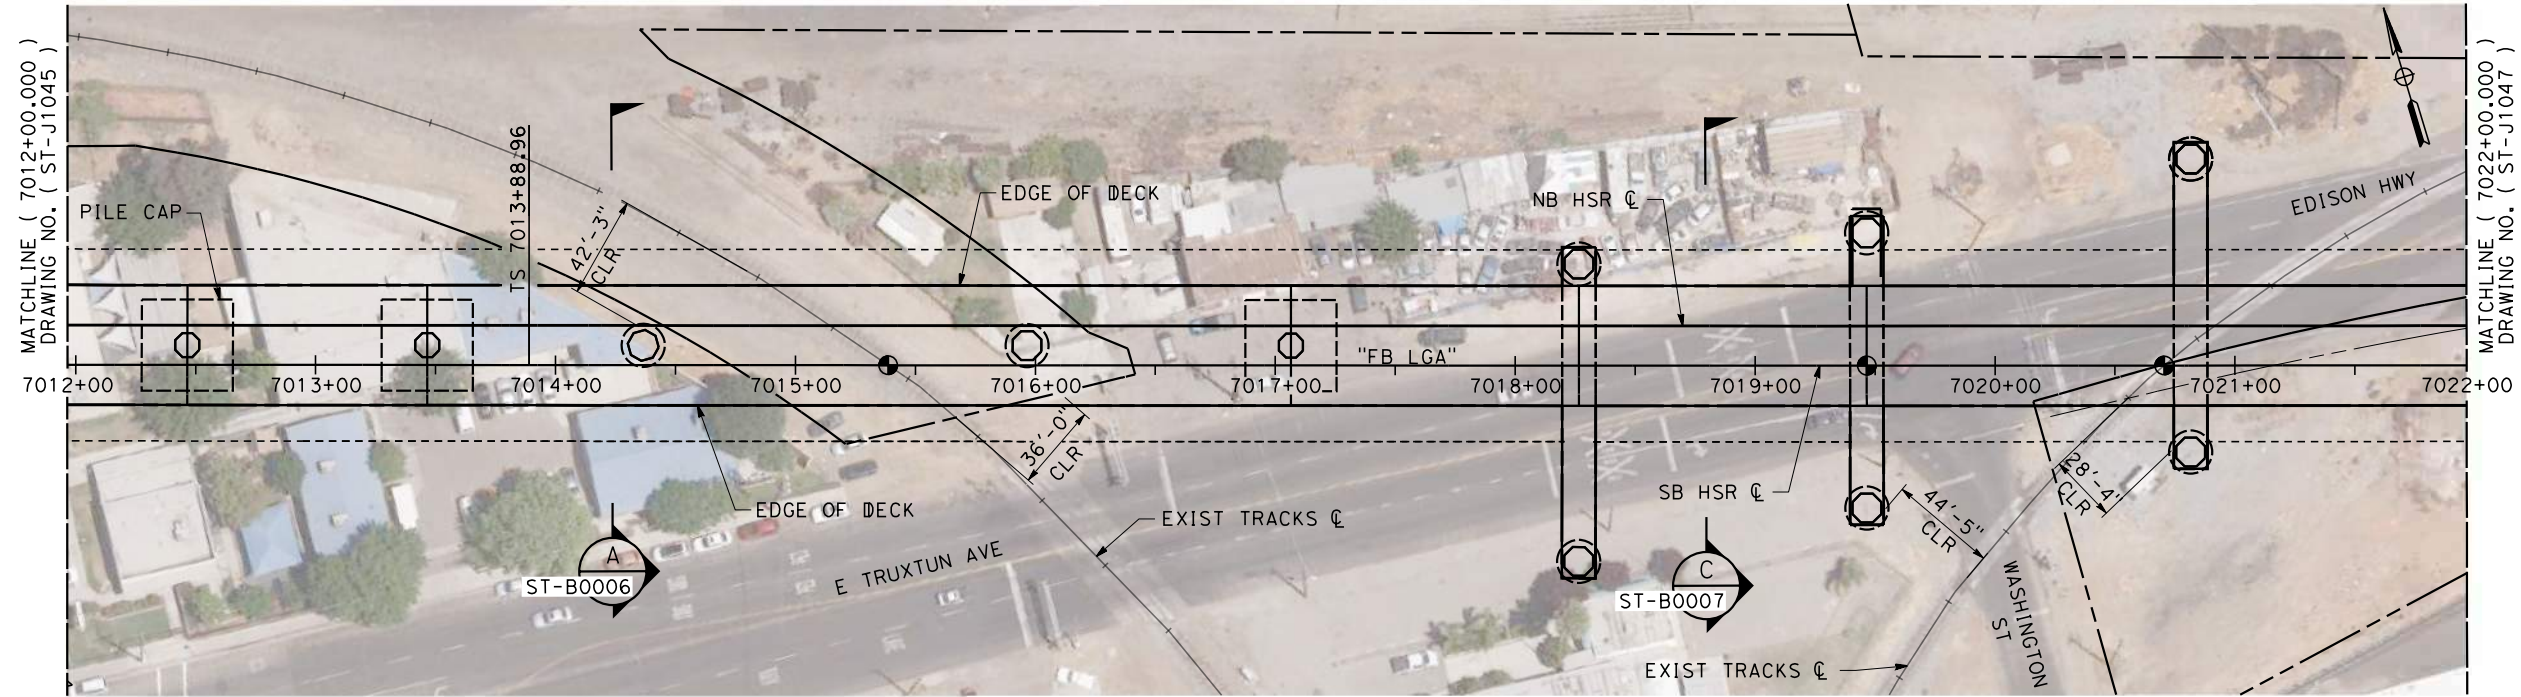 MATCHLINE ( 7012+00.000 )
DRAWING NO. ( ST-J1045 )
PILE CAP
TS 7013+88.96
42'-3"
CLR
EDGE OF DECK
NB HSR ℄
EDISON HWY
MATCHLINE ( 7022+00.000 )
DRAWING NO. ( ST-J1047 )
"FB LGA"
7012+00
7013+00
7014+00
7015+00
7016+00
7017+00
7018+00
7019+00
7020+00
7021+00
7022+00
36'-0"
CLR
EDGE OF DECK
EXIST TRACKS ℄
SB HSR ℄
44'-5"
CLR
28'-4"
CLR
A
ST-B0006
E TRUXTUN AVE
C
ST-B0007
WASHINGTON
ST
EXIST TRACKS ℄